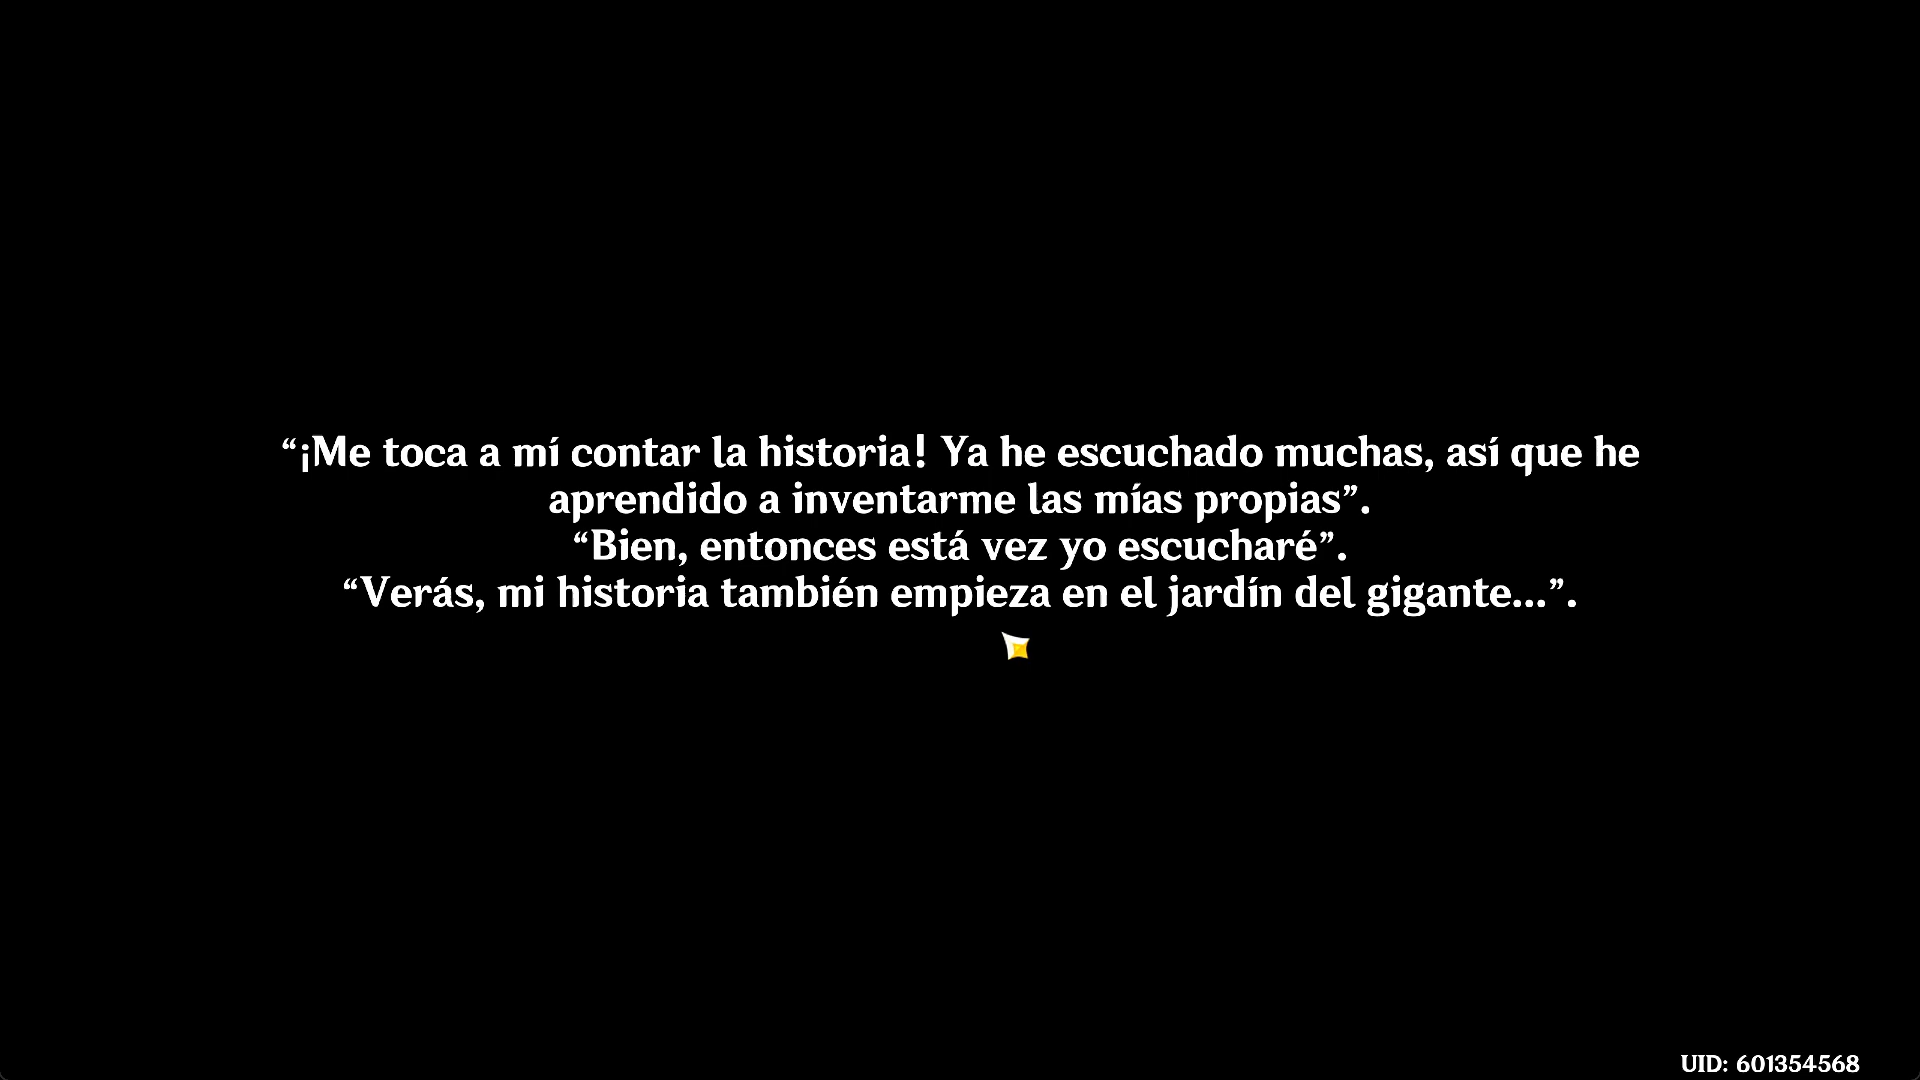 “¡Me toca a mí contar la historia! Ya he escuchado muchas, así que he
aprendido a inventarme las mías propias”.
“Bien, entonces está vez yo escucharé”.
“Verás, mi historia también empieza en el jardín del gigante...”.
UID: 601354568